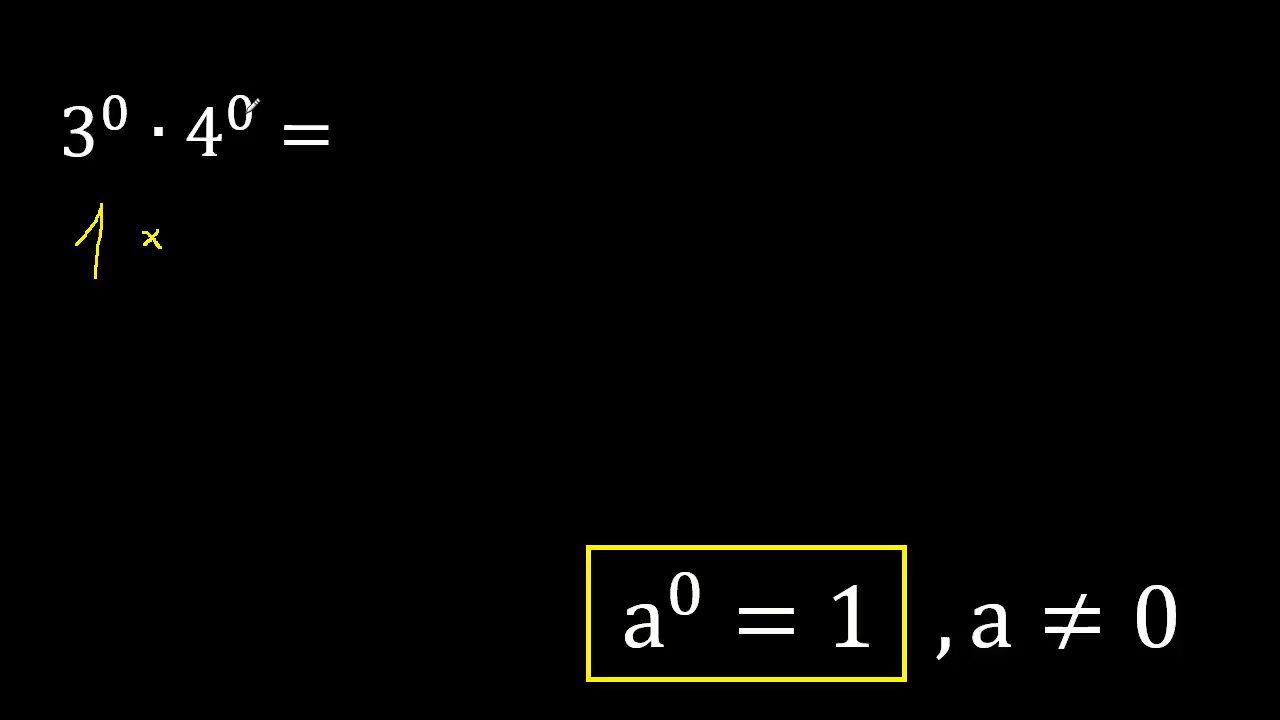 3⁰ · 4⁰ =
1 ×
a⁰ = 1 , a ≠ 0